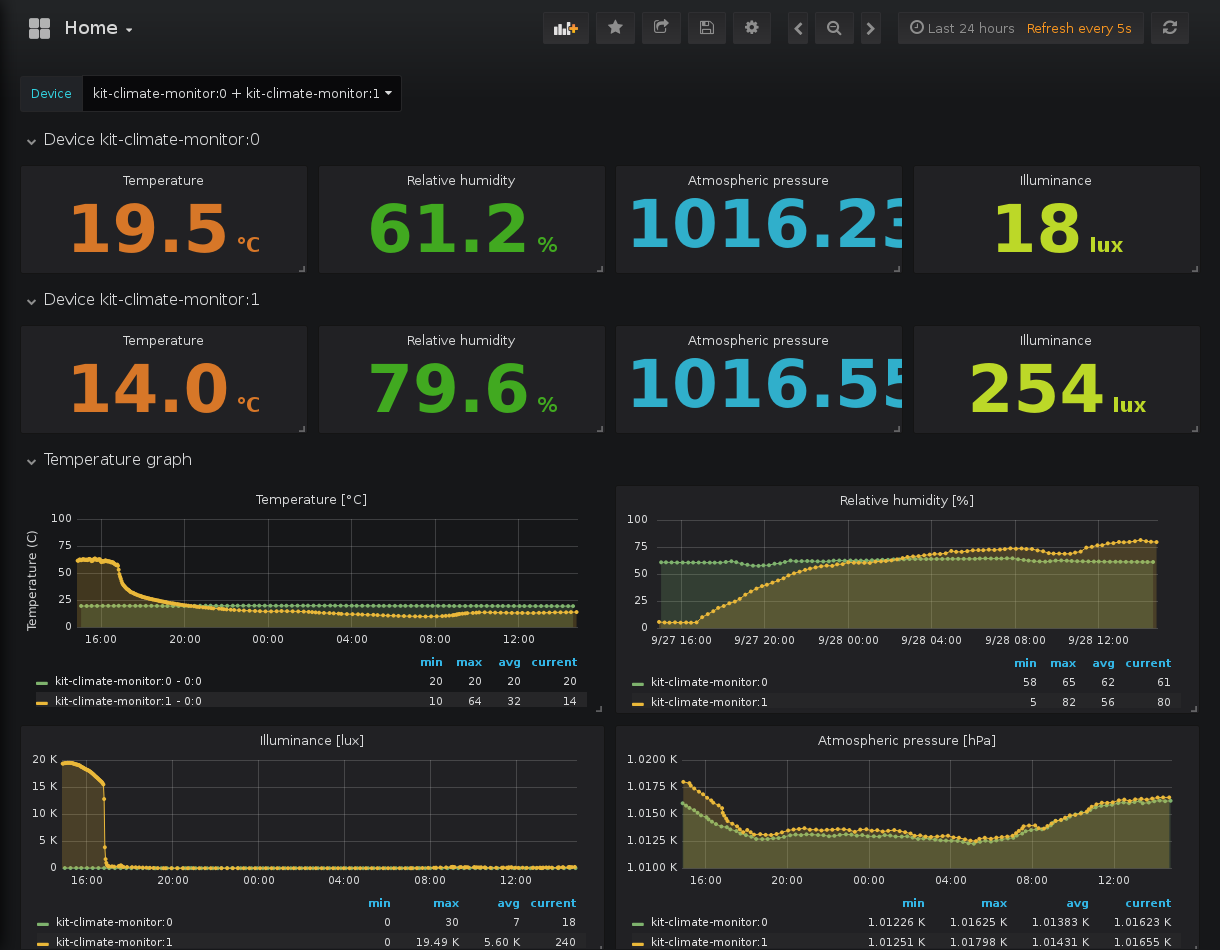 Home
Last 24 hours Refresh every 5s
Device kit-climate-monitor:0 + kit-climate-monitor:1
Device kit-climate-monitor:0
Temperature Relative humidity Atmospheric pressure Illuminance
19.5 °C 61.2 % 1016.23 18 lux
Device kit-climate-monitor:1
Temperature Relative humidity Atmospheric pressure Illuminance
14.0 °C 79.6 % 1016.55 254 lux
Temperature graph
Temperature [°C]
Temperature (C)
100
75
50
25
0
16:00 20:00 00:00 04:00 08:00 12:00
min max avg current
kit-climate-monitor:0 - 0:0 20 20 20 20
kit-climate-monitor:1 - 0:0 10 64 32 14
Relative humidity [%]
100
75
50
25
0
9/27 16:00 9/27 20:00 9/28 00:00 9/28 04:00 9/28 08:00 9/28 12:00
min max avg current
kit-climate-monitor:0 58 65 62 61
kit-climate-monitor:1 5 82 56 80
Illuminance [lux]
20 K
15 K
10 K
5 K
0
16:00 20:00 00:00 04:00 08:00 12:00
min max avg current
kit-climate-monitor:0 0 30 7 18
kit-climate-monitor:1 0 19.49 K 5.60 K 240
Atmospheric pressure [hPa]
1.0200 K
1.0175 K
1.0150 K
1.0125 K
1.0100 K
16:00 20:00 00:00 04:00 08:00 12:00
min max avg current
kit-climate-monitor:0 1.01226 K 1.01625 K 1.01383 K 1.01623 K
kit-climate-monitor:1 1.01251 K 1.01798 K 1.01431 K 1.01655 K